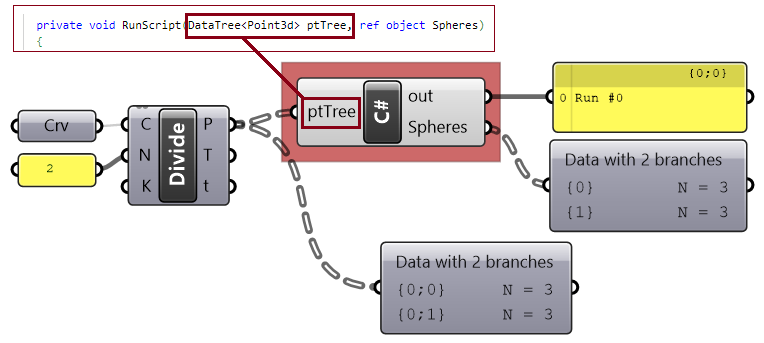 private void RunScript(DataTree<Point3d> ptTree, ref object Spheres)
{
{0;0}
0 Run #0
Crv
2
C
N
K
Divide
P
T
t
ptTree
C#
out
Spheres
Data with 2 branches
{0} N = 3
{1} N = 3
Data with 2 branches
{0;0} N = 3
{0;1} N = 3